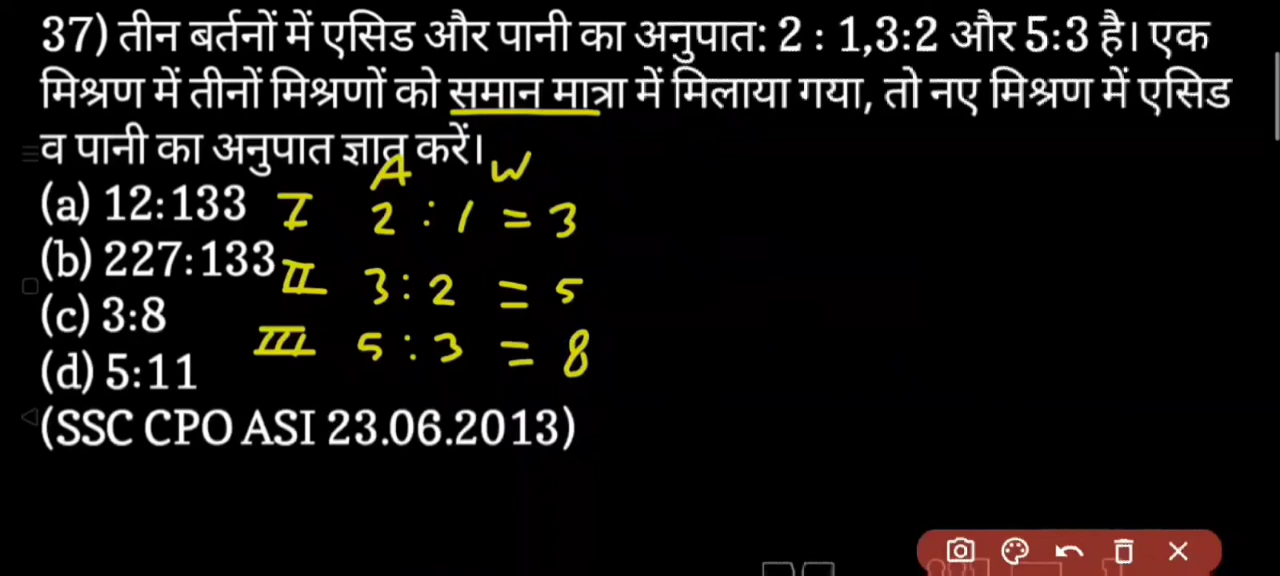 37) तीन बर्तनों में एसिड और पानी का अनुपात: 2 : 1,3:2 और 5:3 है। एक
मिश्रण में तीनों मिश्रणों को समान मात्रा में मिलाया गया, तो नए मिश्रण में एसिड
व पानी का अनुपात ज्ञात करें।
A W
(a) 12:133
I 2 : 1 = 3
(b) 227:133
II 3 : 2 = 5
(c) 3:8
III 5 : 3 = 8
(d) 5:11
(SSC CPO ASI 23.06.2013)